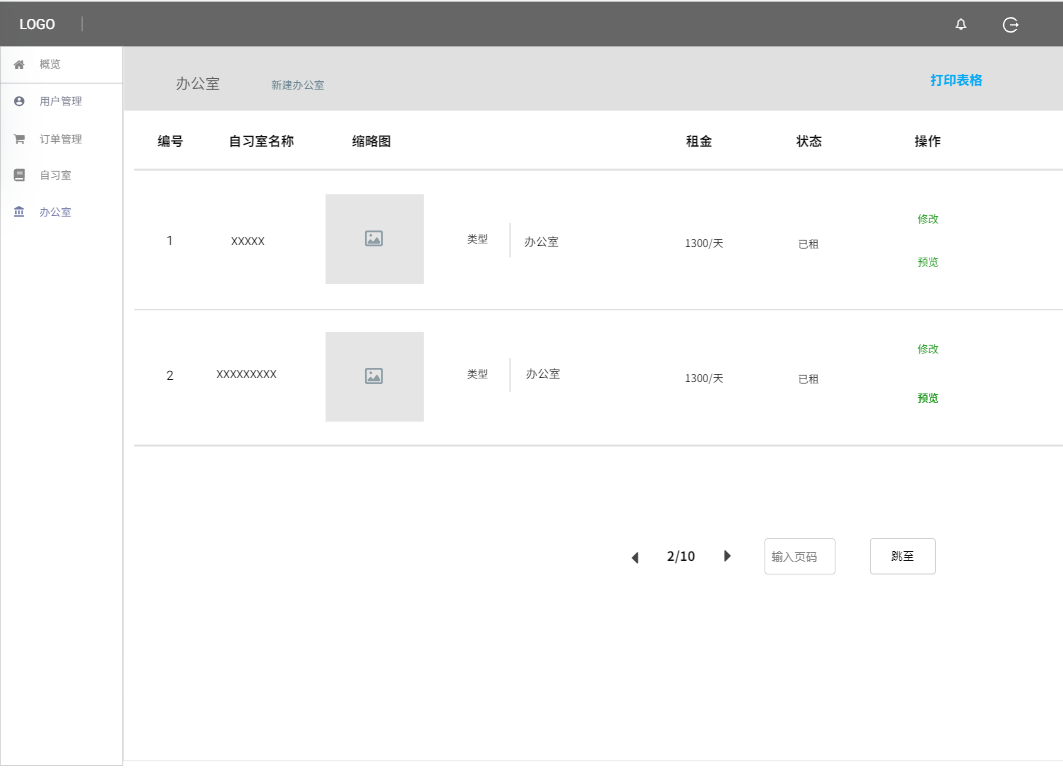 LOGO
概览
用户管理
订单管理
自习室
办公室
办公室 新建办公室 打印表格
编号 自习室名称 缩略图 租金 状态 操作
1 XXXXX 类型 办公室 1300/天 已租 修改
预览
2 XXXXXXXXX 类型 办公室 1300/天 已租 修改
预览
2/10 输入页码 跳至